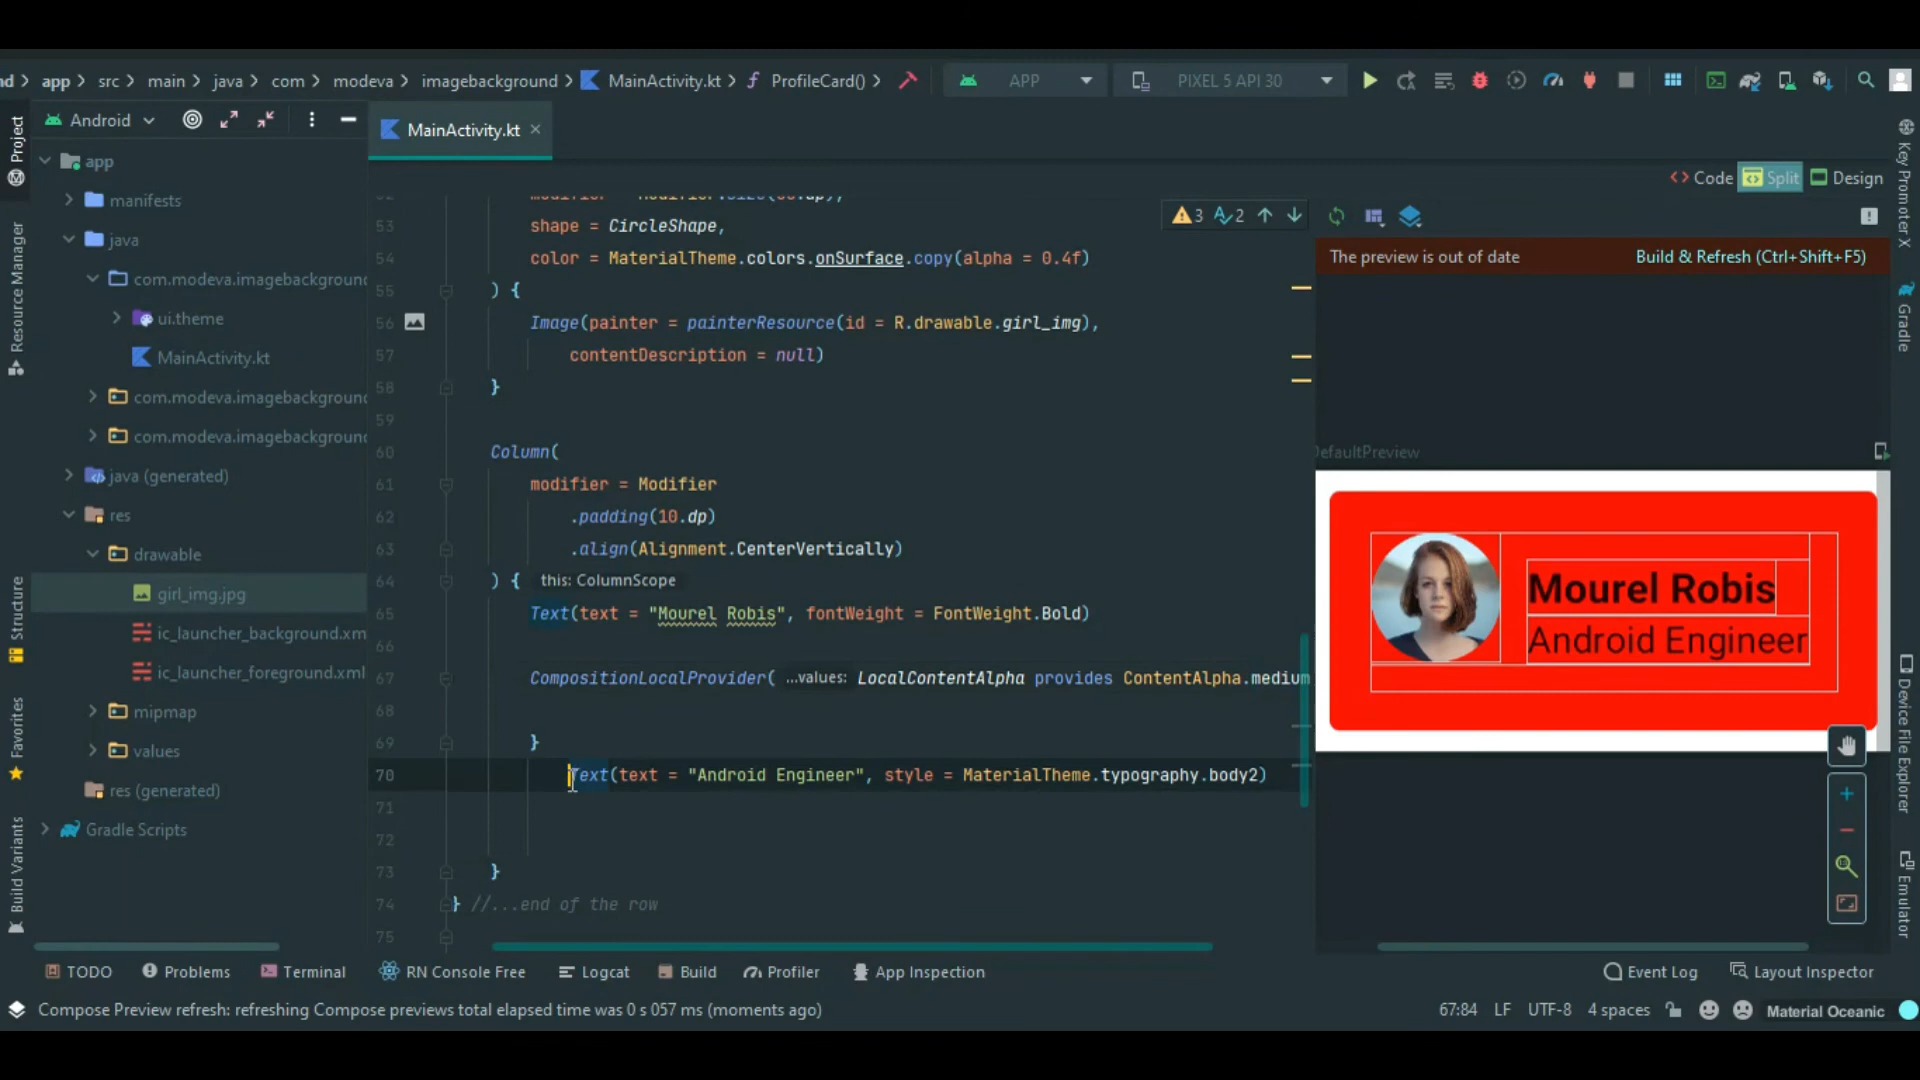 nd > app > src > main > java > com > modeva > imagebackground > MainActivity.kt > ProfileCard() >
APP
PIXEL 5 API 30
Android
MainActivity.kt
Code
Split
Design
Project
Resource Manager
Structure
Favorites
Build Variants
app
manifests
java
com.modeva.imagebackground
ui.theme
MainActivity.kt
com.modeva.imagebackground
com.modeva.imagebackground
java (generated)
res
drawable
girl_img.jpg
ic_launcher_background.xm
ic_launcher_foreground.xml
mipmap
values
res (generated)
Gradle Scripts
3 2
53 shape = CircleShape,
54 color = MaterialTheme.colors.onSurface.copy(alpha = 0.4f)
55 ) {
56 Image(painter = painterResource(id = R.drawable.girl_img),
57 contentDescription = null)
58 }
59
60 Column(
61 modifier = Modifier
62 .padding(10.dp)
63 .align(Alignment.CenterVertically)
64 ) { this: ColumnScope
65 Text(text = "Mourel Robis", fontWeight = FontWeight.Bold)
66
67 CompositionLocalProvider( ...values: LocalContentAlpha provides ContentAlpha.medium
68
69 }
70 Text(text = "Android Engineer", style = MaterialTheme.typography.body2)
71
72
73 }
74 } //...end of the row
75
The preview is out of date
Build & Refresh (Ctrl+Shift+F5)
DefaultPreview
Mourel Robis
Android Engineer
Key Promoter X
Gradle
Device File Explorer
Emulator
TODO
Problems
Terminal
RN Console Free
Logcat
Build
Profiler
App Inspection
Event Log
Layout Inspector
Compose Preview refresh: refreshing Compose previews total elapsed time was 0 s 057 ms (moments ago)
67:84 LF UTF-8 4 spaces
Material Oceanic